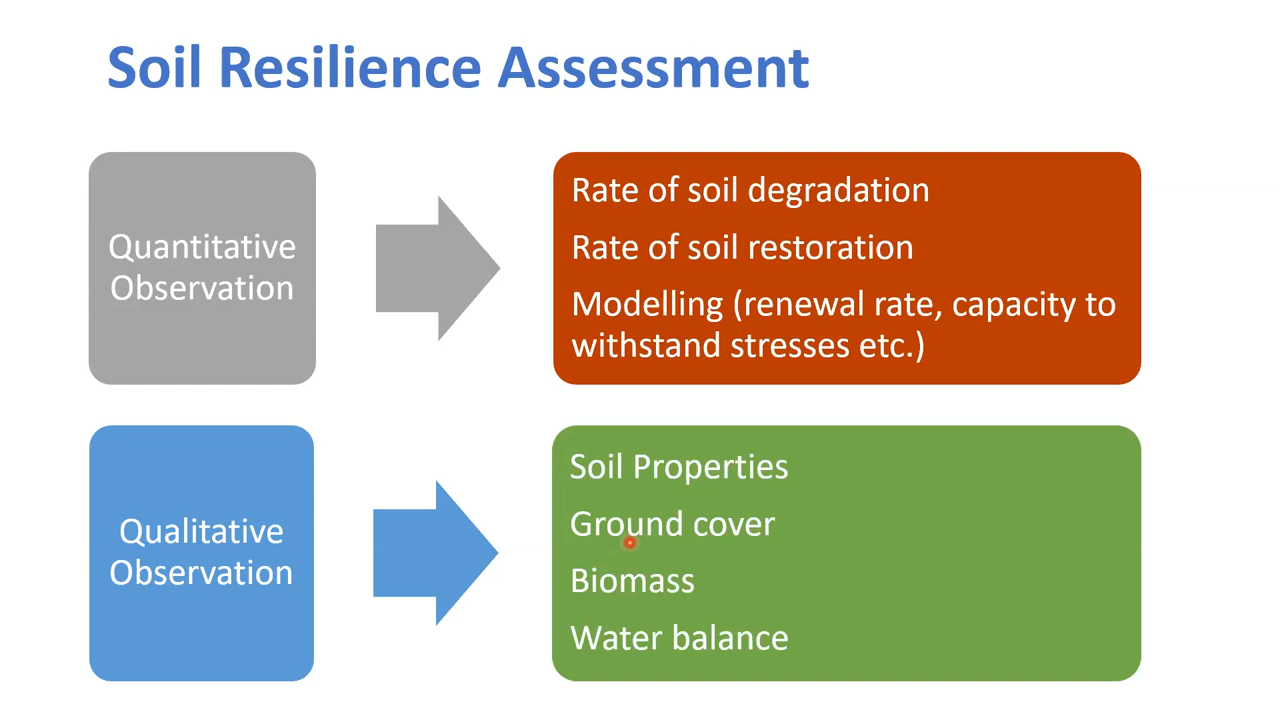 Soil Resilience Assessment
Quantitative
Observation
Rate of soil degradation
Rate of soil restoration
Modelling (renewal rate, capacity to
withstand stresses etc.)
Qualitative
Observation
Soil Properties
Ground cover
Biomass
Water balance